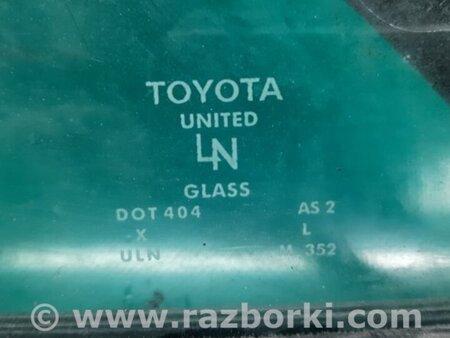 TOYOTA
UNITED
LN
GLASS
DOT 404 AS 2
X L
ULN M 352
© www.razborki.com